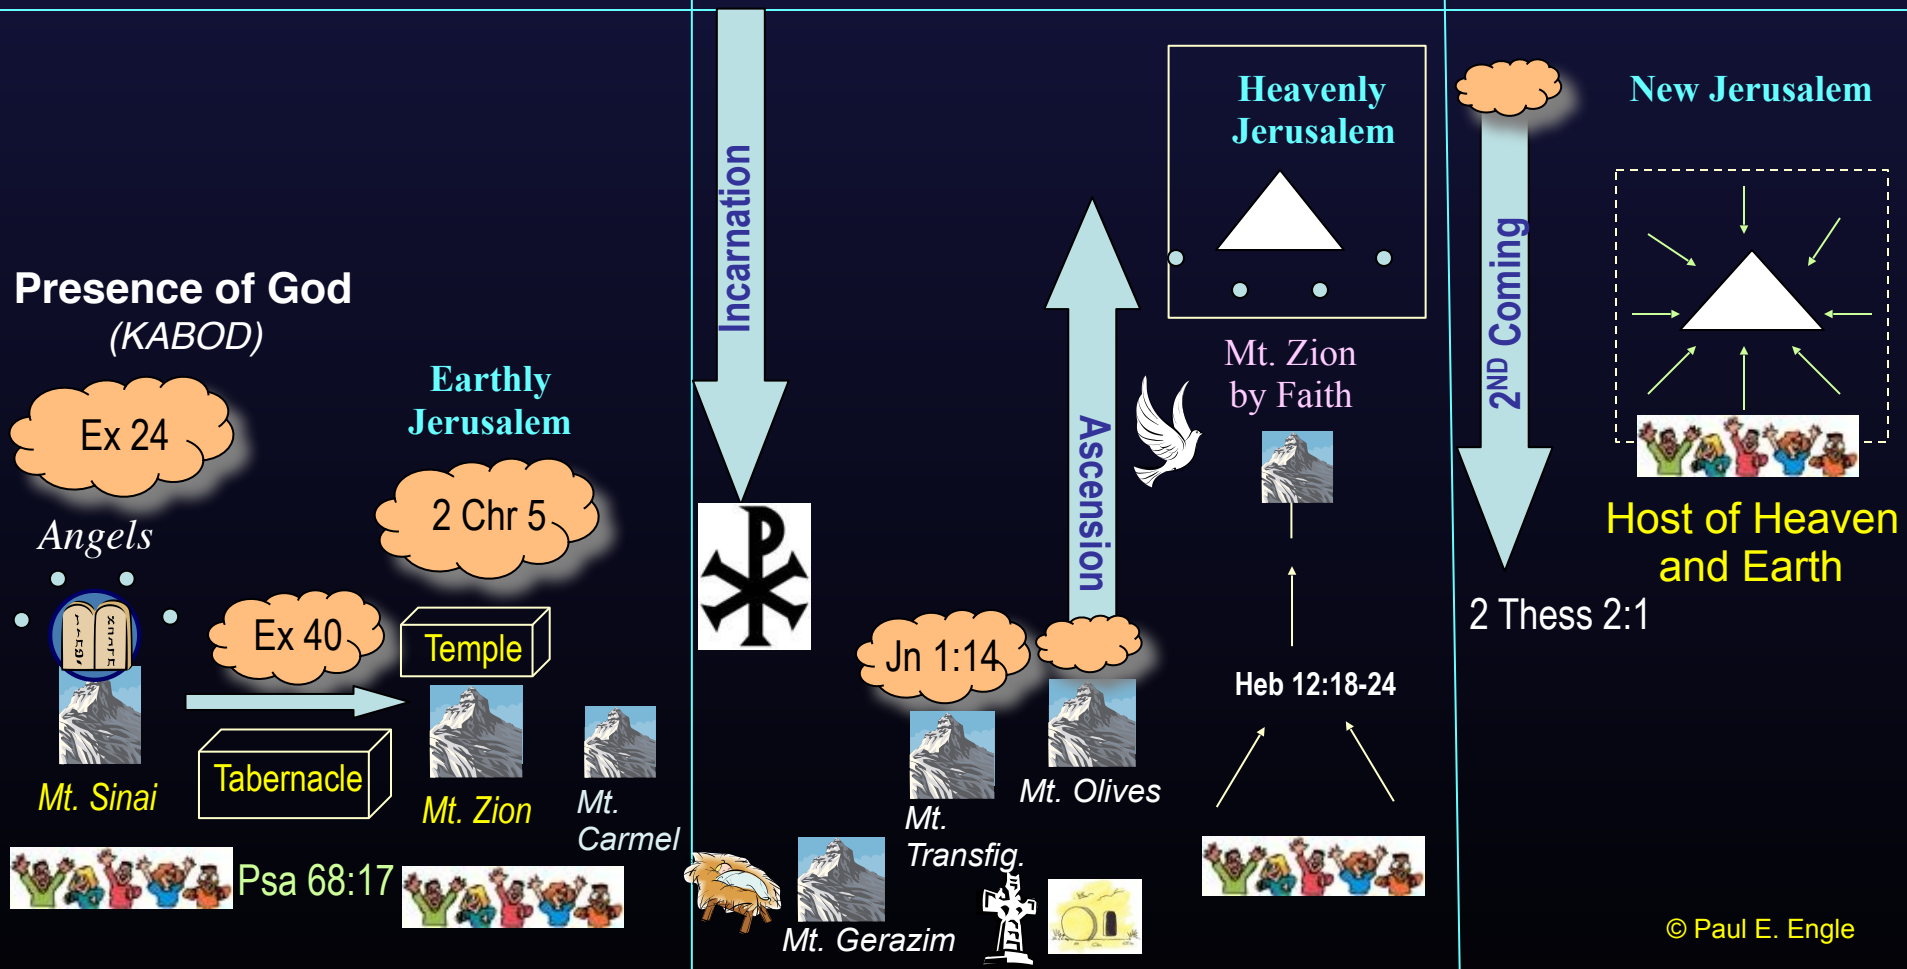 Presence of God
(KABOD)
Ex 24
Angels
Mt. Sinai
Ex 40
Tabernacle
Psa 68:17
Earthly
Jerusalem
2 Chr 5
Temple
Mt. Zion
Mt.
Carmel
Incarnation
Mt. Gerazim
Jn 1:14
Mt.
Transfig.
Mt. Olives
Ascension
Heavenly
Jerusalem
Mt. Zion
by Faith
Heb 12:18-24
2ND Coming
2 Thess 2:1
New Jerusalem
Host of Heaven
and Earth
© Paul E. Engle